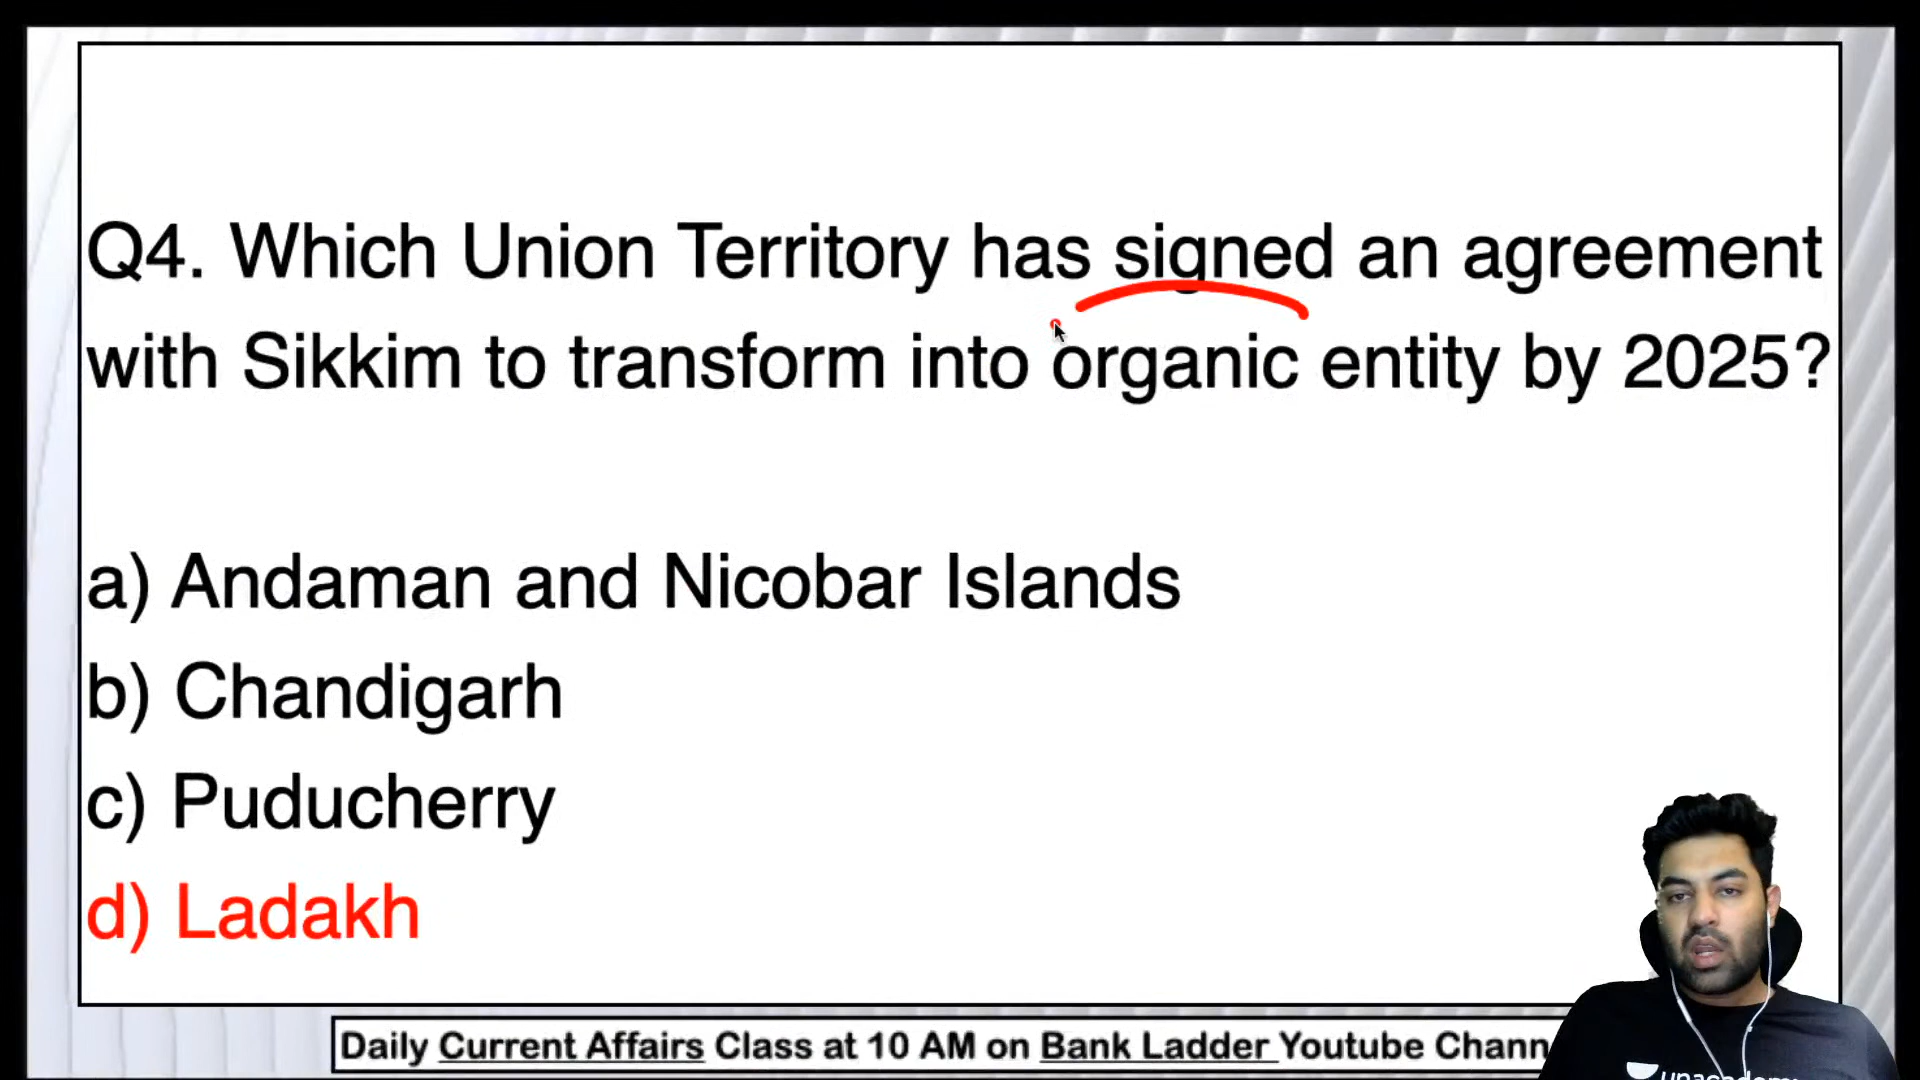 Q4. Which Union Territory has signed an agreement
with Sikkim to transform into organic entity by 2025?
a) Andaman and Nicobar Islands
b) Chandigarh
c) Puducherry
d) Ladakh
Daily Current Affairs Class at 10 AM on Bank Ladder Youtube Chann